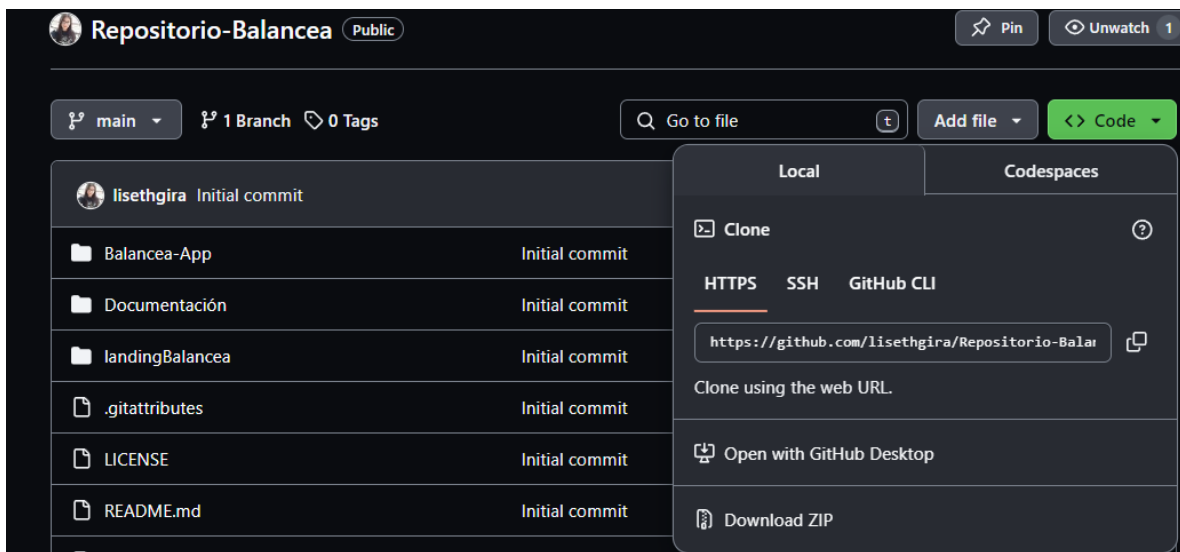 Repositorio-Balancea Public
Pin
Unwatch 1
main
1 Branch
0 Tags
Go to file
t
Add file
<> Code
lisethgira Initial commit
Balancea-App Initial commit
Documentación Initial commit
landingBalancea Initial commit
.gitattributes Initial commit
LICENSE Initial commit
README.md Initial commit
Local
Codespaces
Clone
HTTPS
SSH
GitHub CLI
https://github.com/lisethgira/Repositorio-Balan
Clone using the web URL.
Open with GitHub Desktop
Download ZIP